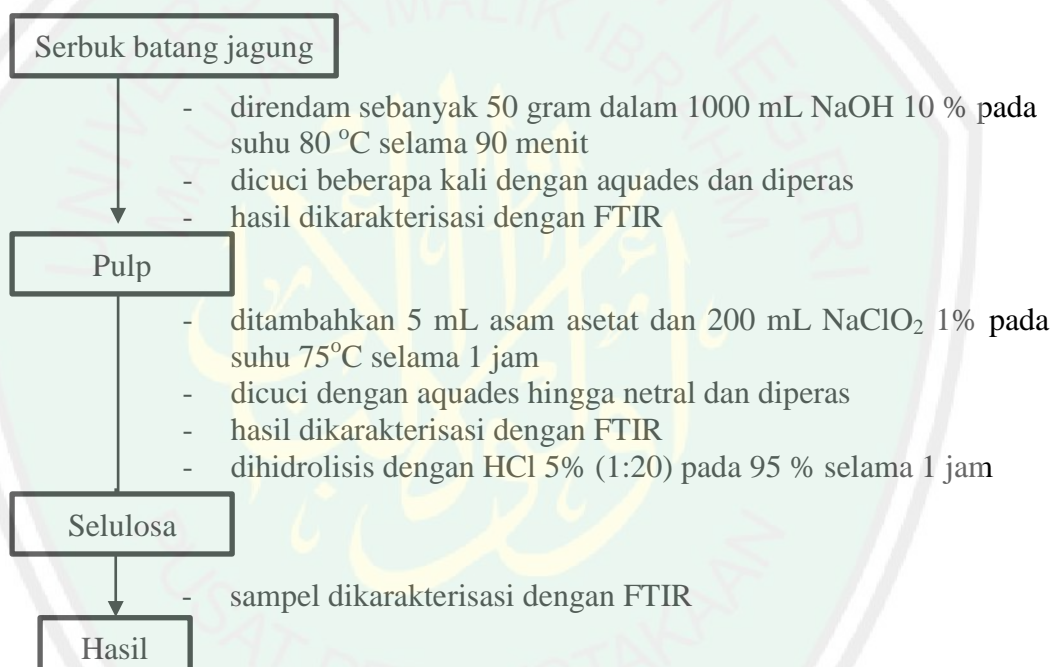 Serbuk batang jagung
- direndam sebanyak 50 gram dalam 1000 mL NaOH 10 % pada
suhu 80 °C selama 90 menit
- dicuci beberapa kali dengan aquades dan diperas
- hasil dikarakterisasi dengan FTIR
Pulp
- ditambahkan 5 mL asam asetat dan 200 mL NaClO₂ 1% pada
suhu 75°C selama 1 jam
- dicuci dengan aquades hingga netral dan diperas
- hasil dikarakterisasi dengan FTIR
- dihidrolisis dengan HCl 5% (1:20) pada 95 % selama 1 jam
Selulosa
- sampel dikarakterisasi dengan FTIR
Hasil